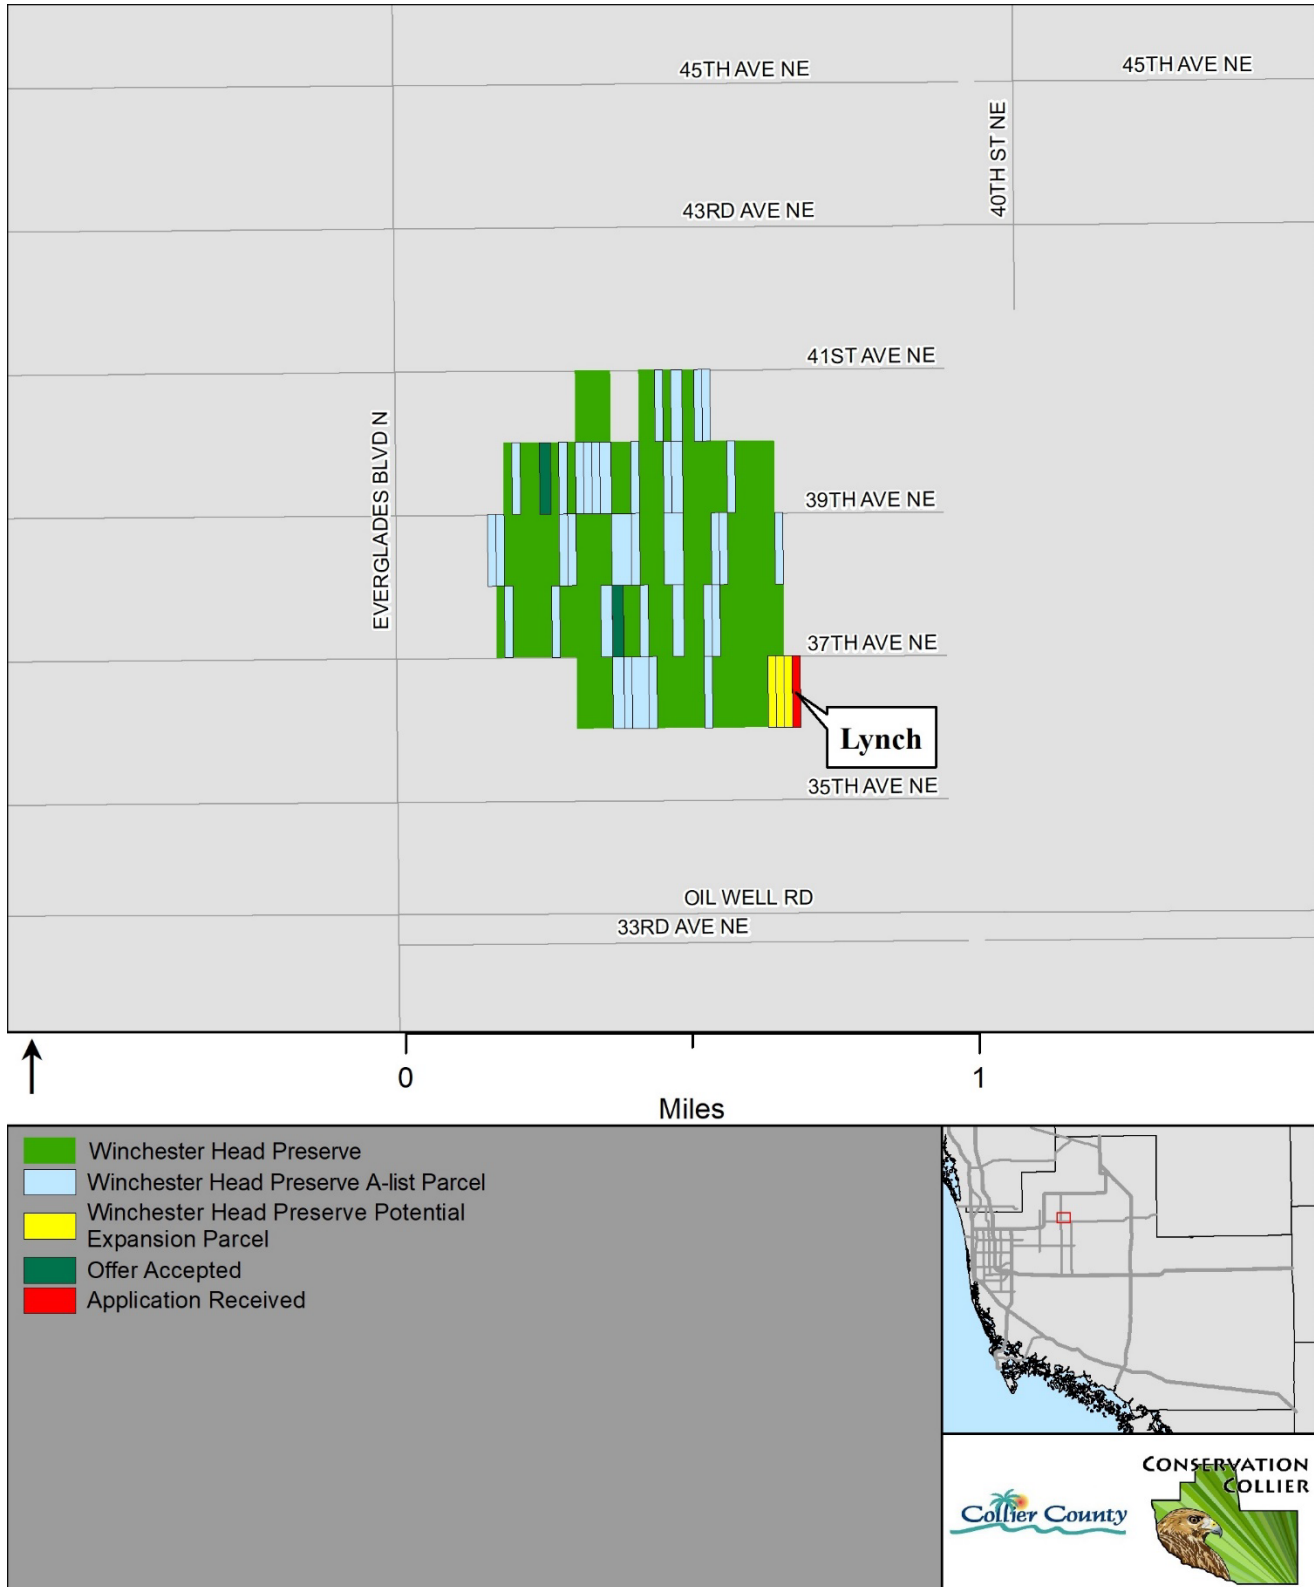 45TH AVE NE
45TH AVE NE
40TH ST NE
43RD AVE NE
41ST AVE NE
EVERGLADES BLVD N
39TH AVE NE
37TH AVE NE
Lynch
35TH AVE NE
OIL WELL RD
33RD AVE NE
0
1
Miles
Winchester Head Preserve
Winchester Head Preserve A-list Parcel
Winchester Head Preserve Potential
Expansion Parcel
Offer Accepted
Application Received
Collier County
CONSERVATION
COLLIER